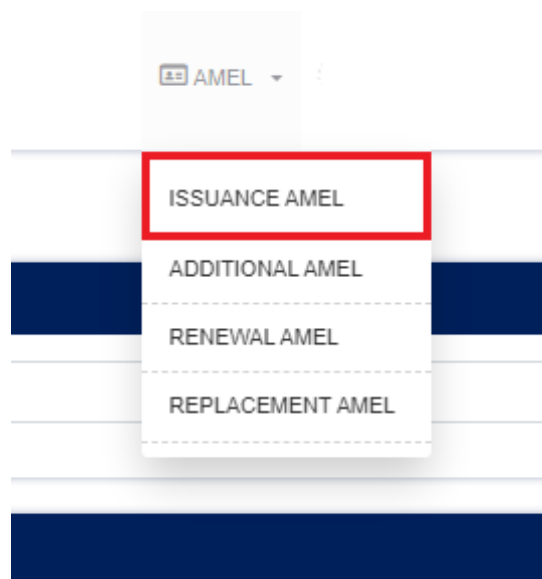 AMEL
ISSUANCE AMEL
ADDITIONAL AMEL
RENEWAL AMEL
REPLACEMENT AMEL